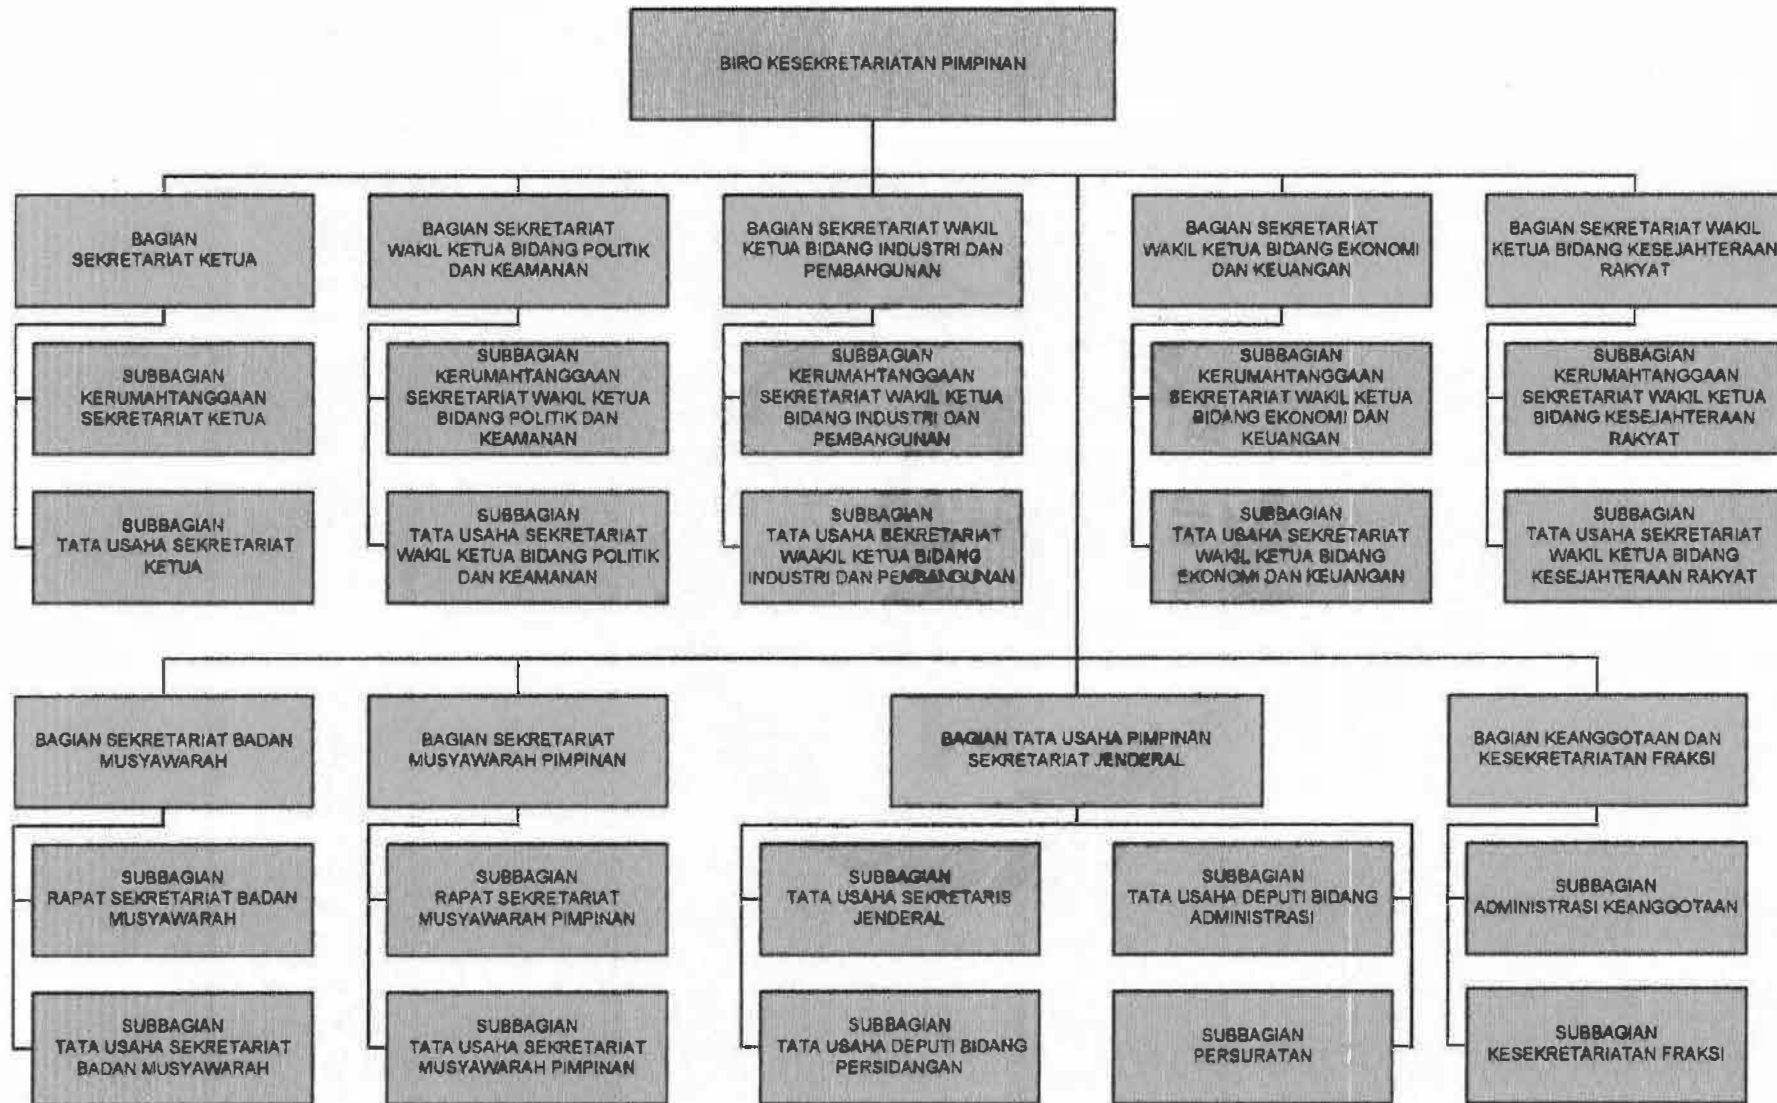 BIRO KESEKRETARIATAN PIMPINAN
BAGIAN
SEKRETARIAT KETUA
BAGIAN SEKRETARIAT
WAKIL KETUA BIDANG POLITIK
DAN KEAMANAN
BAGIAN SEKRETARIAT WAKIL
KETUA BIDANG INDUSTRI DAN
PEMBANGUNAN
BAGIAN SEKRETARIAT
WAKIL KETUA BIDANG EKONOMI
DAN KEUANGAN
BAGIAN SEKRETARIAT WAKIL
KETUA BIDANG KESEJAHTERAAN
RAKYAT
SUBBAGIAN
KERUMAHTANGGAAN
SEKRETARIAT KETUA
SUBBAGIAN
KERUMAHTANGGAAN
SEKRETARIAT WAKIL KETUA
BIDANG POLITIK DAN
KEAMANAN
SUBBAGIAN
KERUMAHTANGGAAN
SEKRETARIAT WAKIL KETUA
BIDANG INDUSTRI DAN
PEMBANGUNAN
SUBBAGIAN
KERUMAHTANGGAAN
SEKRETARIAT WAKIL KETUA
BIDANG EKONOMI DAN
KEUANGAN
SUBBAGIAN
KERUMAHTANGGAAN
SEKRETARIAT WAKIL KETUA
BIDANG KESEJAHTERAAN
RAKYAT
SUBBAGIAN
TATA USAHA SEKRETARIAT
KETUA
SUBBAGIAN
TATA USAHA SEKRETARIAT
WAKIL KETUA BIDANG POLITIK
DAN KEAMANAN
SUBBAGIAN
TATA USAHA SEKRETARIAT
WAAKIL KETUA BIDANG
INDUSTRI DAN PEMBANGUNAN
SUBBAGIAN
TATA USAHA SEKRETARIAT
WAKIL KETUA BIDANG
EKONOMI DAN KEUANGAN
SUBBAGIAN
TATA USAHA SEKRETARIAT
WAKIL KETUA BIDANG
KESEJAHTERAAN RAKYAT
BAGIAN SEKRETARIAT BADAN
MUSYAWARAH
BAGIAN SEKRETARIAT
MUSYAWARAH PIMPINAN
BAGIAN TATA USAHA PIMPINAN
SEKRETARIAT JENDERAL
BAGIAN KEANGGOTAAN DAN
KESEKRETARIATAN FRAKSI
SUBBAGIAN
RAPAT SEKRETARIAT BADAN
MUSYAWARAH
SUBBAGIAN
RAPAT SEKRETARIAT
MUSYAWARAH PIMPINAN
SUBBAGIAN
TATA USAHA SEKRETARIS
JENDERAL
SUBBAGIAN
TATA USAHA DEPUTI BIDANG
ADMINISTRASI
SUBBAGIAN
ADMINISTRASI KEANGGOTAAN
SUBBAGIAN
TATA USAHA SEKRETARIAT
BADAN MUSYAWARAH
SUBBAGIAN
TATA USAHA SEKRETARIAT
MUSYAWARAH PIMPINAN
SUBBAGIAN
TATA USAHA DEPUTI BIDANG
PERSIDANGAN
SUBBAGIAN
PERSURATAN
SUBBAGIAN
KESEKRETARIATAN FRAKSI